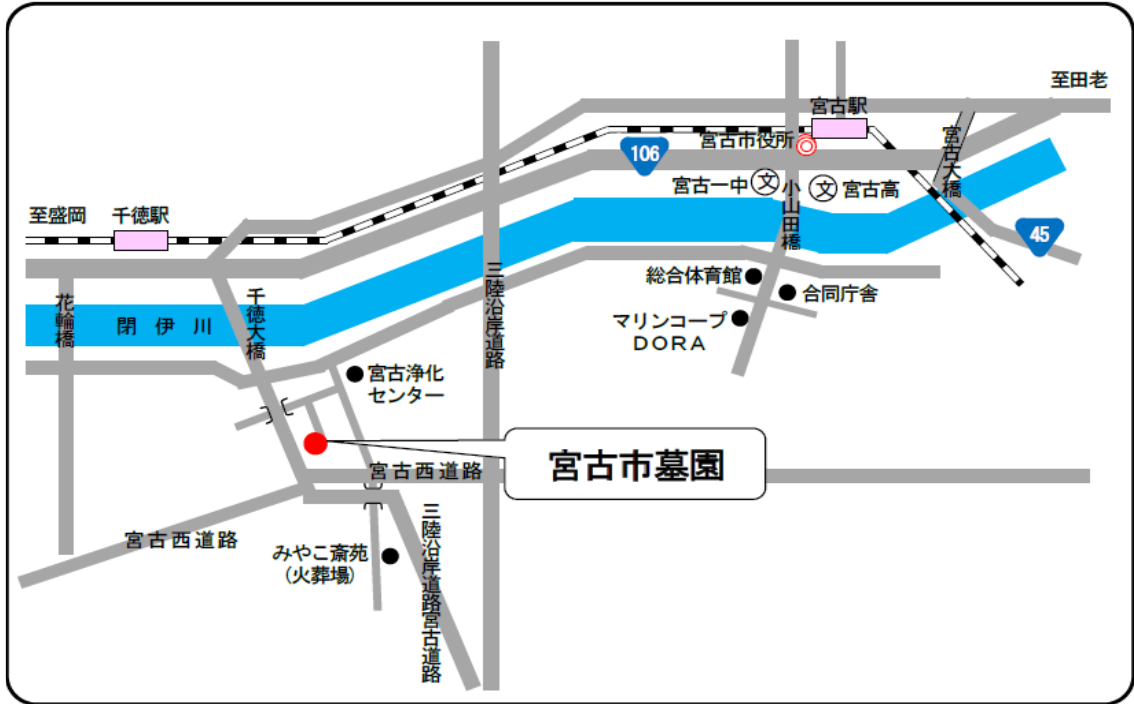 至田老
宮古駅
宮古市役所
106
宮古大橋
宮古一中
文
小山田橋
文
宮古高
至盛岡
千徳駅
45
三陸沿岸道路
総合体育館
合同庁舎
花輪橋
閉伊川
千徳大橋
マリンコープ
DORA
宮古浄化
センター
宮古市墓園
宮古西道路
宮古西道路
三陸沿岸道路宮古道路
みやこ斎苑
(火葬場)